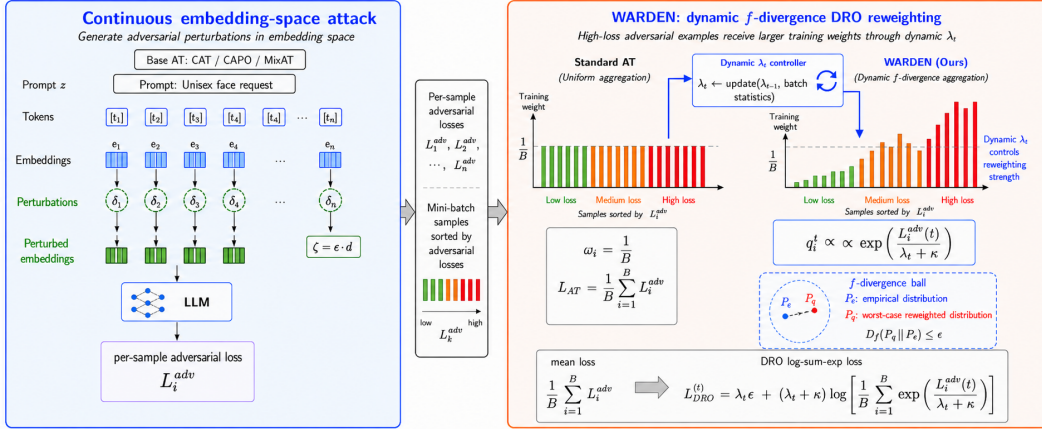 Continuous embedding-space attack
Generate adversarial perturbations in embedding space
Base AT: CAT / CAPO / MixAT
Prompt z
Prompt: Unisex face request
Tokens
[t₁] [t₂] [t₃] [t₄] [t₄] ⋯ [tₙ]
e₁ e₂ e₃ e₄ eₙ
Embeddings
⋯
Perturbations
δ₁ δ₂ δ₃ δ₄ ⋯ δₙ
Perturbed
embeddings
ζ = ϵ · d
LLM
per-sample adversarial loss
L_i^{adv}
Per-sample
adversarial
losses
L_1^{adv}, L_2^{adv},
⋯, L_n^{adv}
Mini-batch
samples
sorted by
adversarial
losses
low high
L_k^{adv}
WARDEN: dynamic f-divergence DRO reweighting
High-loss adversarial examples receive larger training weights through dynamic λ_t
Standard AT
(Uniform aggregation)
Training
weight
1/B
Low loss Medium loss High loss
Samples sorted by L_i^{adv}
Dynamic λ_t controller
λ_t ← update(λ_{t−1}, batch
statistics)
WARDEN (Ours)
(Dynamic f-divergence aggregation)
Training
weight
1/B
Dynamic λ_t
controls
reweighting
strength
Low loss Medium loss High loss
Samples sorted by L_i^{adv}
ω_i = 1/B
L_{AT} = 1/B ∑_{i=1}^{B} L_i^{adv}
q_i^t ∝ ∝ exp(L_i^{adv}(t) / (λ_t + κ))
f-divergence ball
P_e P_q
P_e: empirical distribution
P_q: worst-case reweighted distribution
D_f(P_q || P_e) ≤ ϵ
mean loss
1/B ∑_{i=1}^{B} L_i^{adv}
DRO log-sum-exp loss
L_{DRO}^{(t)} = λ_t ϵ + (λ_t + κ) log[1/B ∑_{i=1}^{B} exp(L_i^{adv}(t) / (λ_t + κ))]